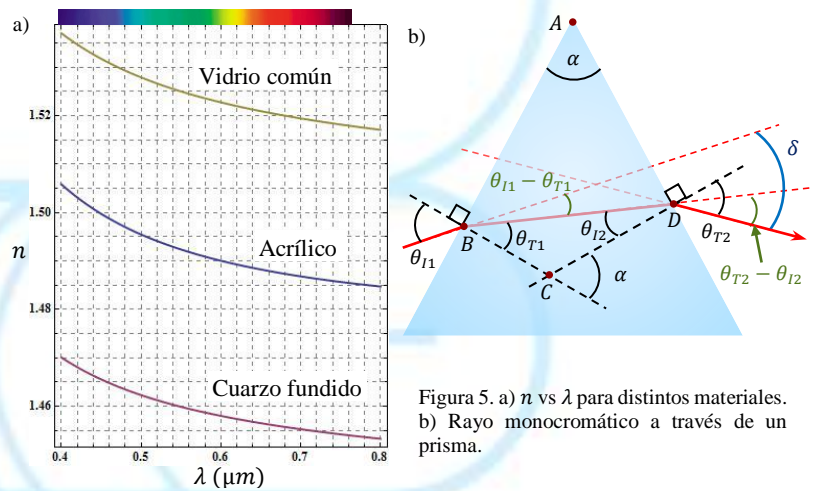 a)
Vidrio común
1.52
1.50
n
Acrílico
1.48
Cuarzo fundido
1.46
0.4 0.5 0.6 0.7 0.8
λ (μm)
b)
A
α
δ
θI1 − θT1
B
θI1
θT1
θI2
D
θT2
C
α
θT2 − θI2
Figura 5. a) n vs λ para distintos materiales.
b) Rayo monocromático a través de un
prisma.